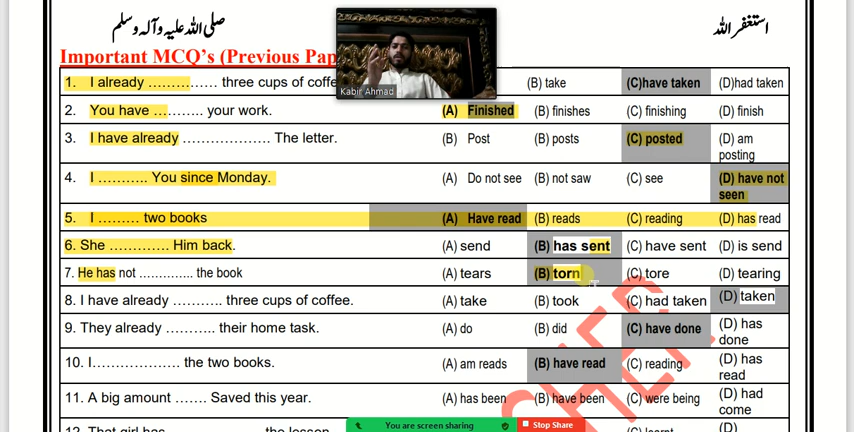 صلی اللہ علیہ وآلہ وسلم
استغفر اللہ
Important MCQ's (Previous Pap
Kabir Ahmad
1. I already ……………. three cups of coffe (B) take (C)have taken (D)had taken
2. You have …………. your work. (A) Finished (B) finishes (C) finishing (D) finish
3. I have already ………………. The letter. (B) Post (B) posts (C) posted (D) am posting
4. I ……….. You since Monday. (A) Do not see (B) not saw (C) see (D) have not seen
5. I ……… two books (A) Have read (B) reads (C) reading (D) has read
6. She …………. Him back. (A) send (B) has sent (C) have sent (D) is send
7. He has not ………….. the book (A) tears (B) torn (C) tore (D) tearing
8. I have already ……….. three cups of coffee. (A) take (B) took (C) had taken (D) taken
9. They already ……….. their home task. (A) do (B) did (C) have done (D) has done
10. I……………… the two books. (A) am reads (B) have read (C) reading (D) has read
11. A big amount ……. Saved this year. (A) has been (B) have been (C) were being (D) had come
You are screen sharing
Stop Share